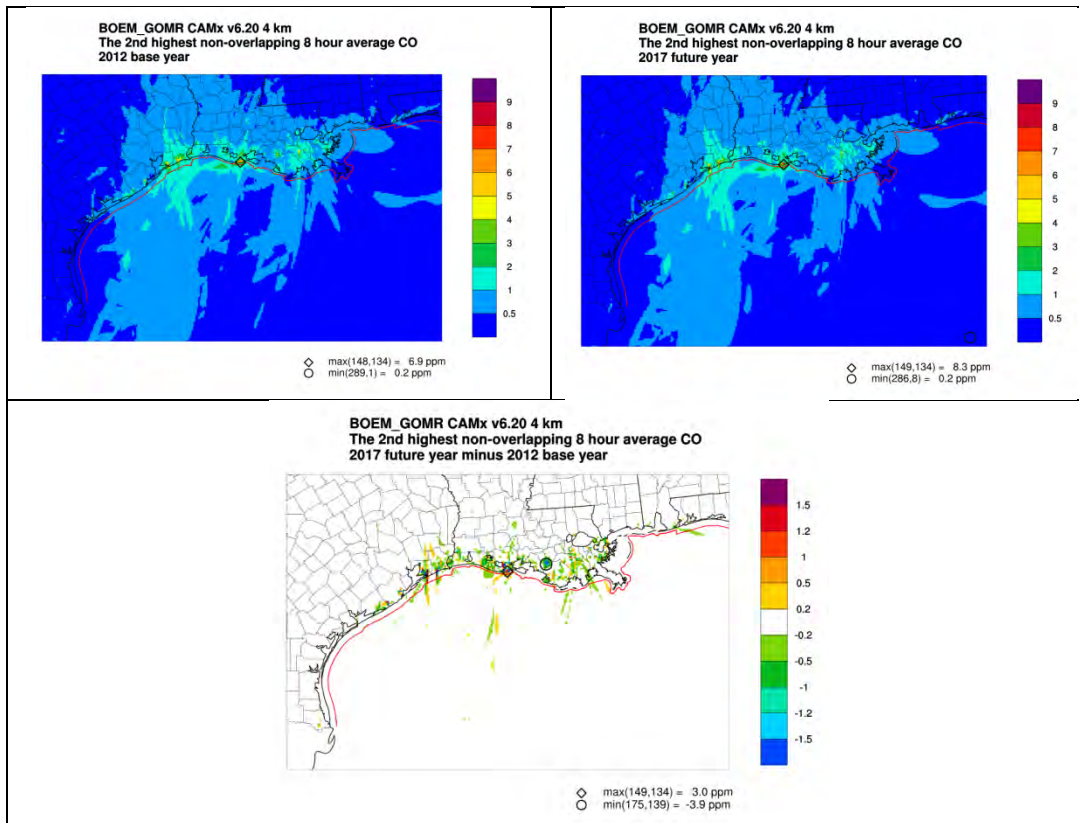 BOEM_GOMR CAMx v6.20 4 km
The 2nd highest non-overlapping 8 hour average CO
2012 base year
9
8
7
6
5
4
3
2
1
0.5
max(148,134) = 6.9 ppm
min(289,1) = 0.2 ppm
BOEM_GOMR CAMx v6.20 4 km
The 2nd highest non-overlapping 8 hour average CO
2017 future year
9
8
7
6
5
4
3
2
1
0.5
max(149,134) = 8.3 ppm
min(286,8) = 0.2 ppm
BOEM_GOMR CAMx v6.20 4 km
The 2nd highest non-overlapping 8 hour average CO
2017 future year minus 2012 base year
1.5
1.2
1
0.5
0.2
-0.2
-0.5
-1
-1.2
-1.5
max(149,134) = 3.0 ppm
min(175,139) = -3.9 ppm